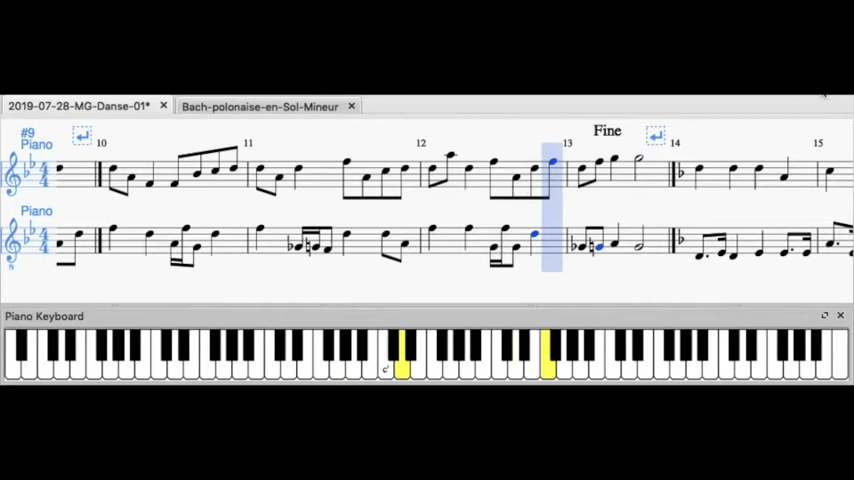 2019-07-28-MG-Danse-01* Bach-polonaise-en-Sol-Mineur
#9
Piano
10 11 12 13 Fine 14 15
Piano
8
Piano Keyboard
c'